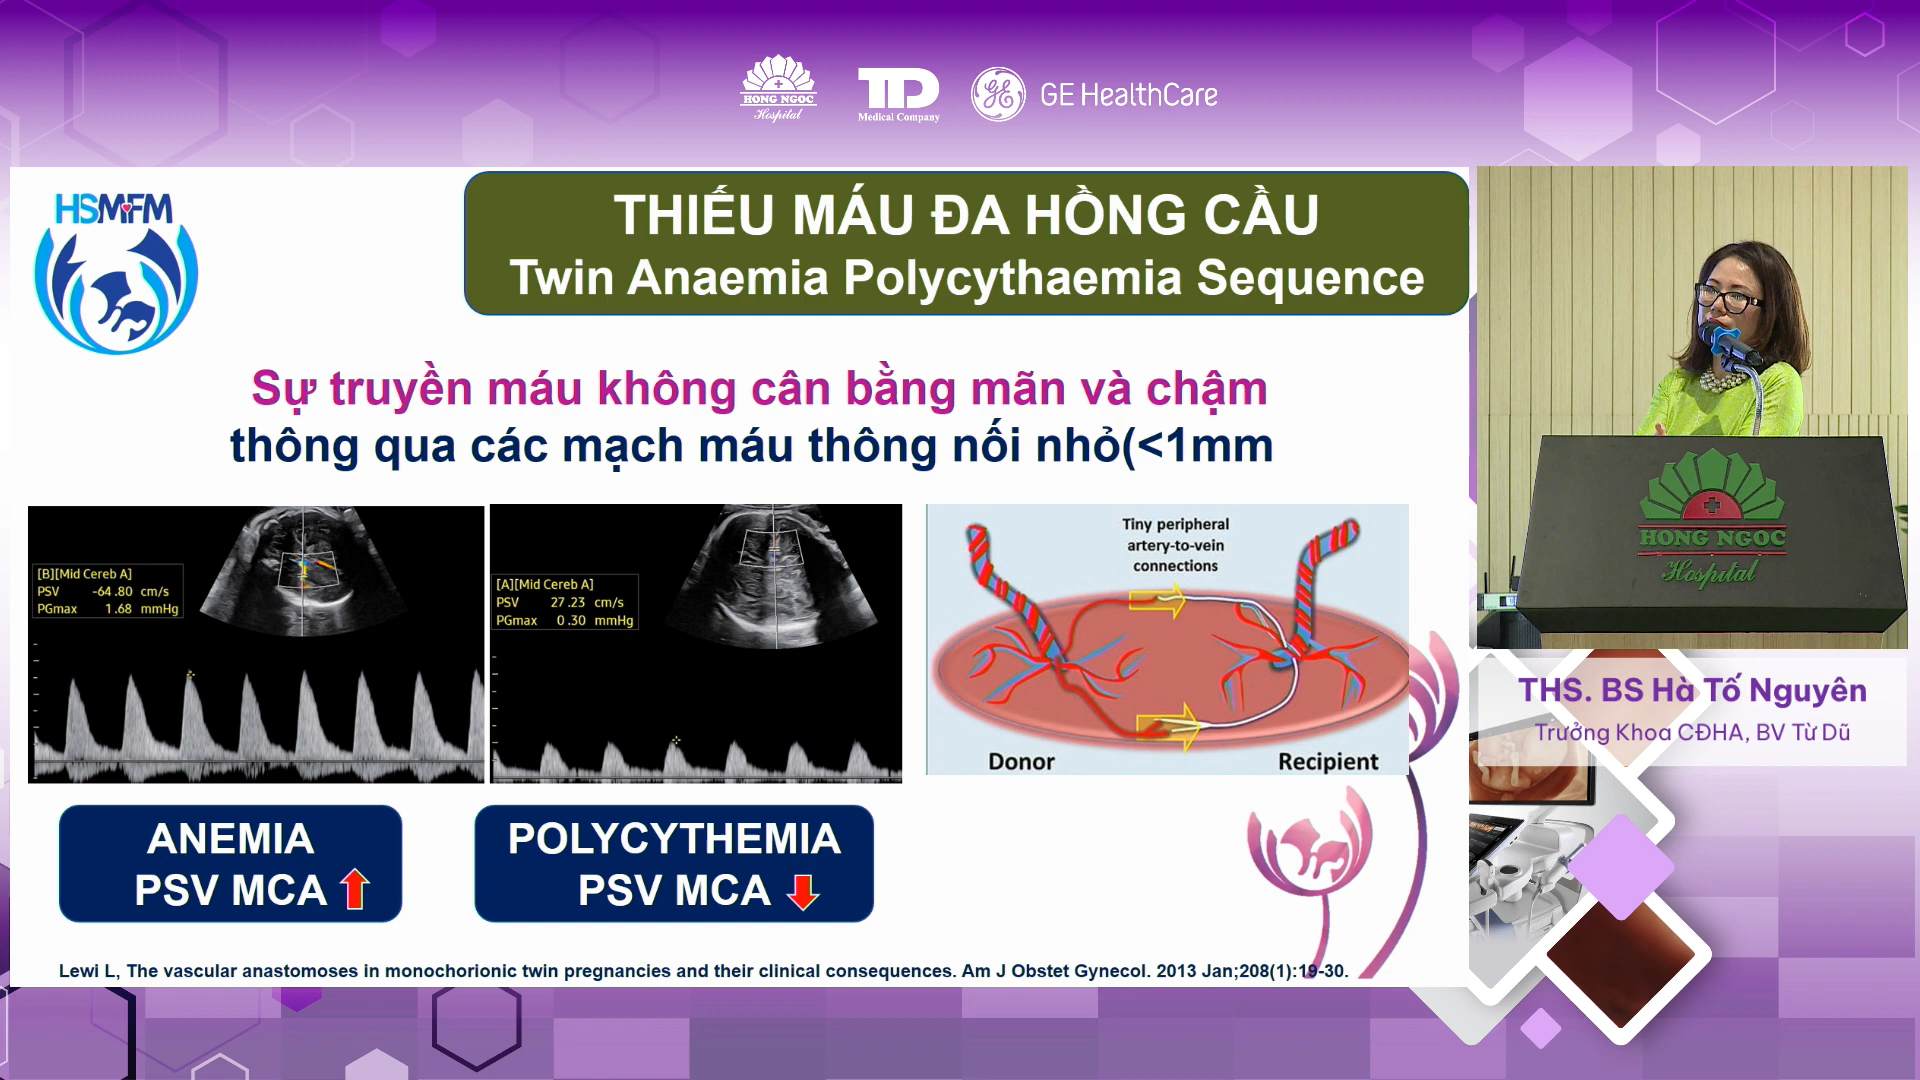 HONG NGOC
Hospital
TD
Medical Company
GE HealthCare
HSMFM
THIẾU MÁU ĐA HỒNG CẦU
Twin Anaemia Polycythaemia Sequence
Sự truyền máu không cân bằng mãn và chậm
thông qua các mạch máu thông nối nhỏ(<1mm
[B][Mid Cereb A]
PSV -64.80 cm/s
PGmax 1.68 mmHg
[A][Mid Cereb A]
PSV 27.23 cm/s
PGmax 0.30 mmHg
Tiny peripheral
artery-to-vein
connections
Donor
Recipient
ANEMIA
PSV MCA
POLYCYTHEMIA
PSV MCA
Lewi L, The vascular anastomoses in monochorionic twin pregnancies and their clinical consequences. Am J Obstet Gynecol. 2013 Jan;208(1):19-30.
HONG NGOC
Hospital
THS. BS Hà Tố Nguyên
Trưởng Khoa CĐHA, BV Từ Dũ